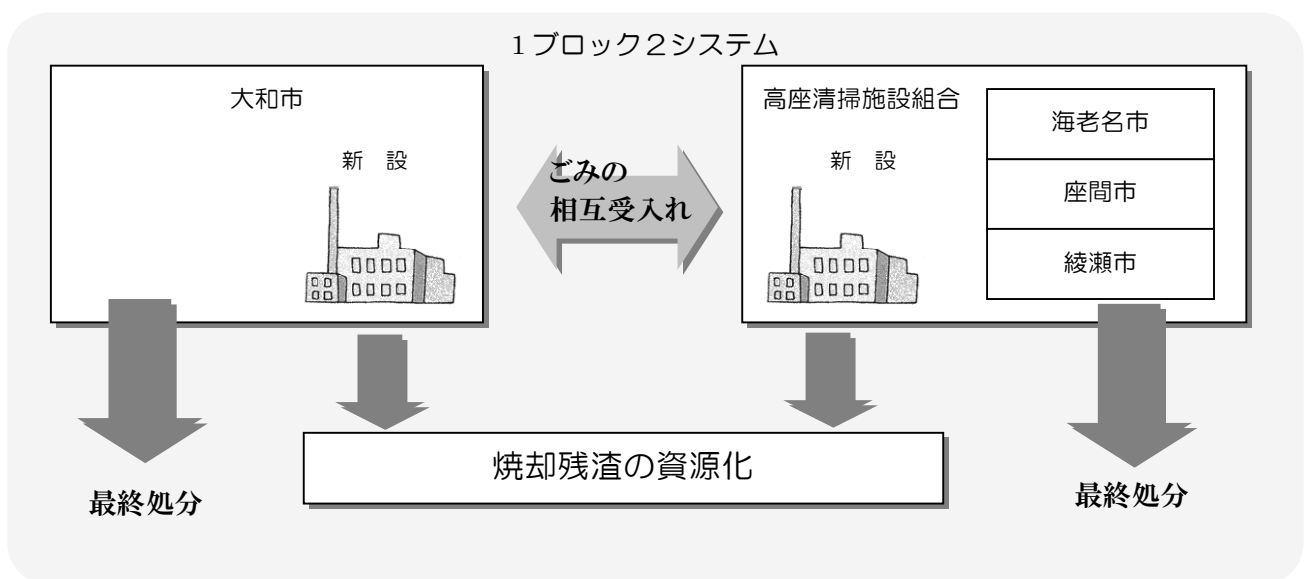 1ブロック2システム
大和市
新 設
ごみの
相互受入れ
高座清掃施設組合
新 設
海老名市
座間市
綾瀬市
焼却残渣の資源化
最終処分
最終処分